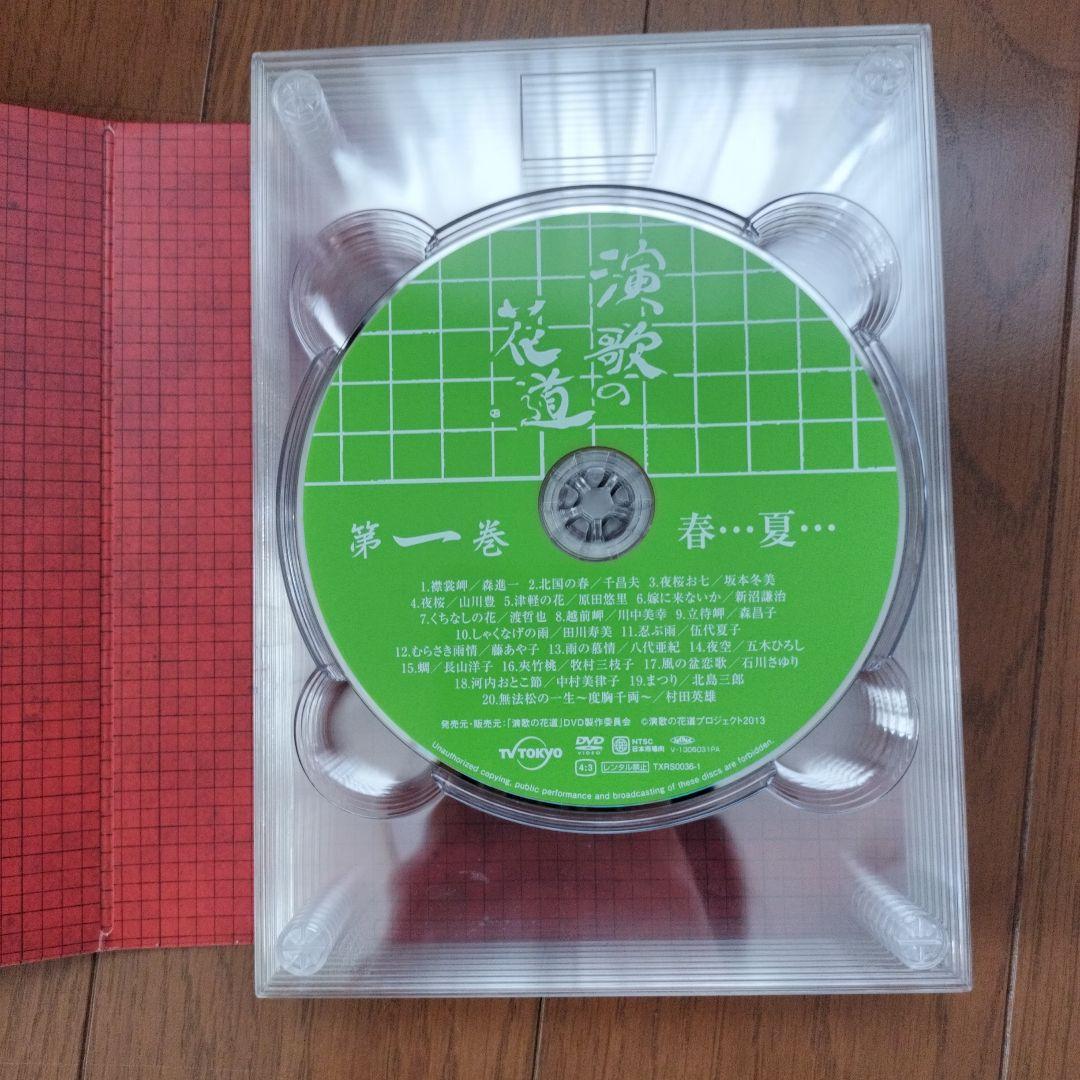 演歌の
花道
第一巻
春…夏…
1.襟裳岬／森進一 2.北国の春／千昌夫 3.夜桜お七／坂本冬美
4.夜桜／山川豊 5.津軽の花／原田悠里 6.嫁に来ないか／新沼謙治
7.くちなしの花／渡哲也 8.越前岬／川中美幸 9.立待岬／森昌子
10.しゃくなげの雨／田川寿美 11.忍ぶ雨／伍代夏子
12.むらさき雨情／藤あや子 13.雨の慕情／八代亜紀 14.夜空／五木ひろし
15.蜩／長山洋子 16.夾竹桃／牧村三枝子 17.風の盆恋歌／石川さゆり
18.河内おとこ節／中村美律子 19.まつり／北島三郎
20.無法松の一生～度胸千両～／村田英雄
発売元・販売元：「演歌の花道」DVD製作委員会 ©演歌の花道プロジェクト2013
TV TOKYO DVD VIDEO NTSC 日本市場向 V-1306031PA
4:3 レンタル禁止 TXRS0036-1
Unauthorized copying, public performance and broadcasting of these discs are forbidden.